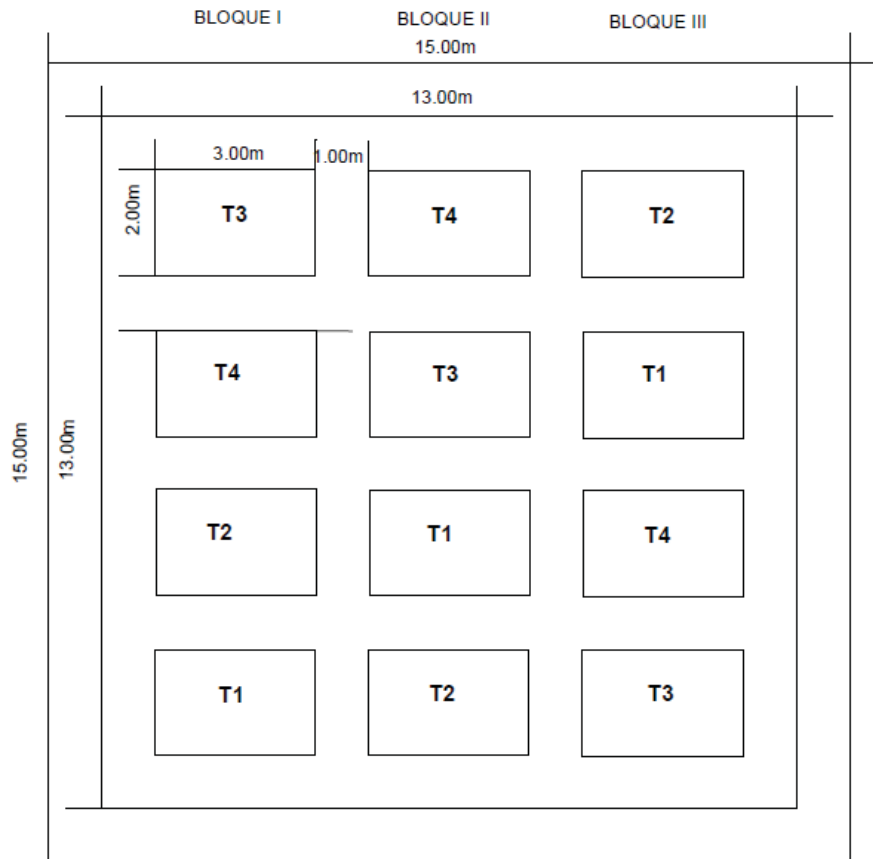 BLOQUE I
BLOQUE II
BLOQUE III
15.00m
13.00m
3.00m
1.00m
2.00m
T3
T4
T2
T4
T3
T1
15.00m
13.00m
T2
T1
T4
T1
T2
T3